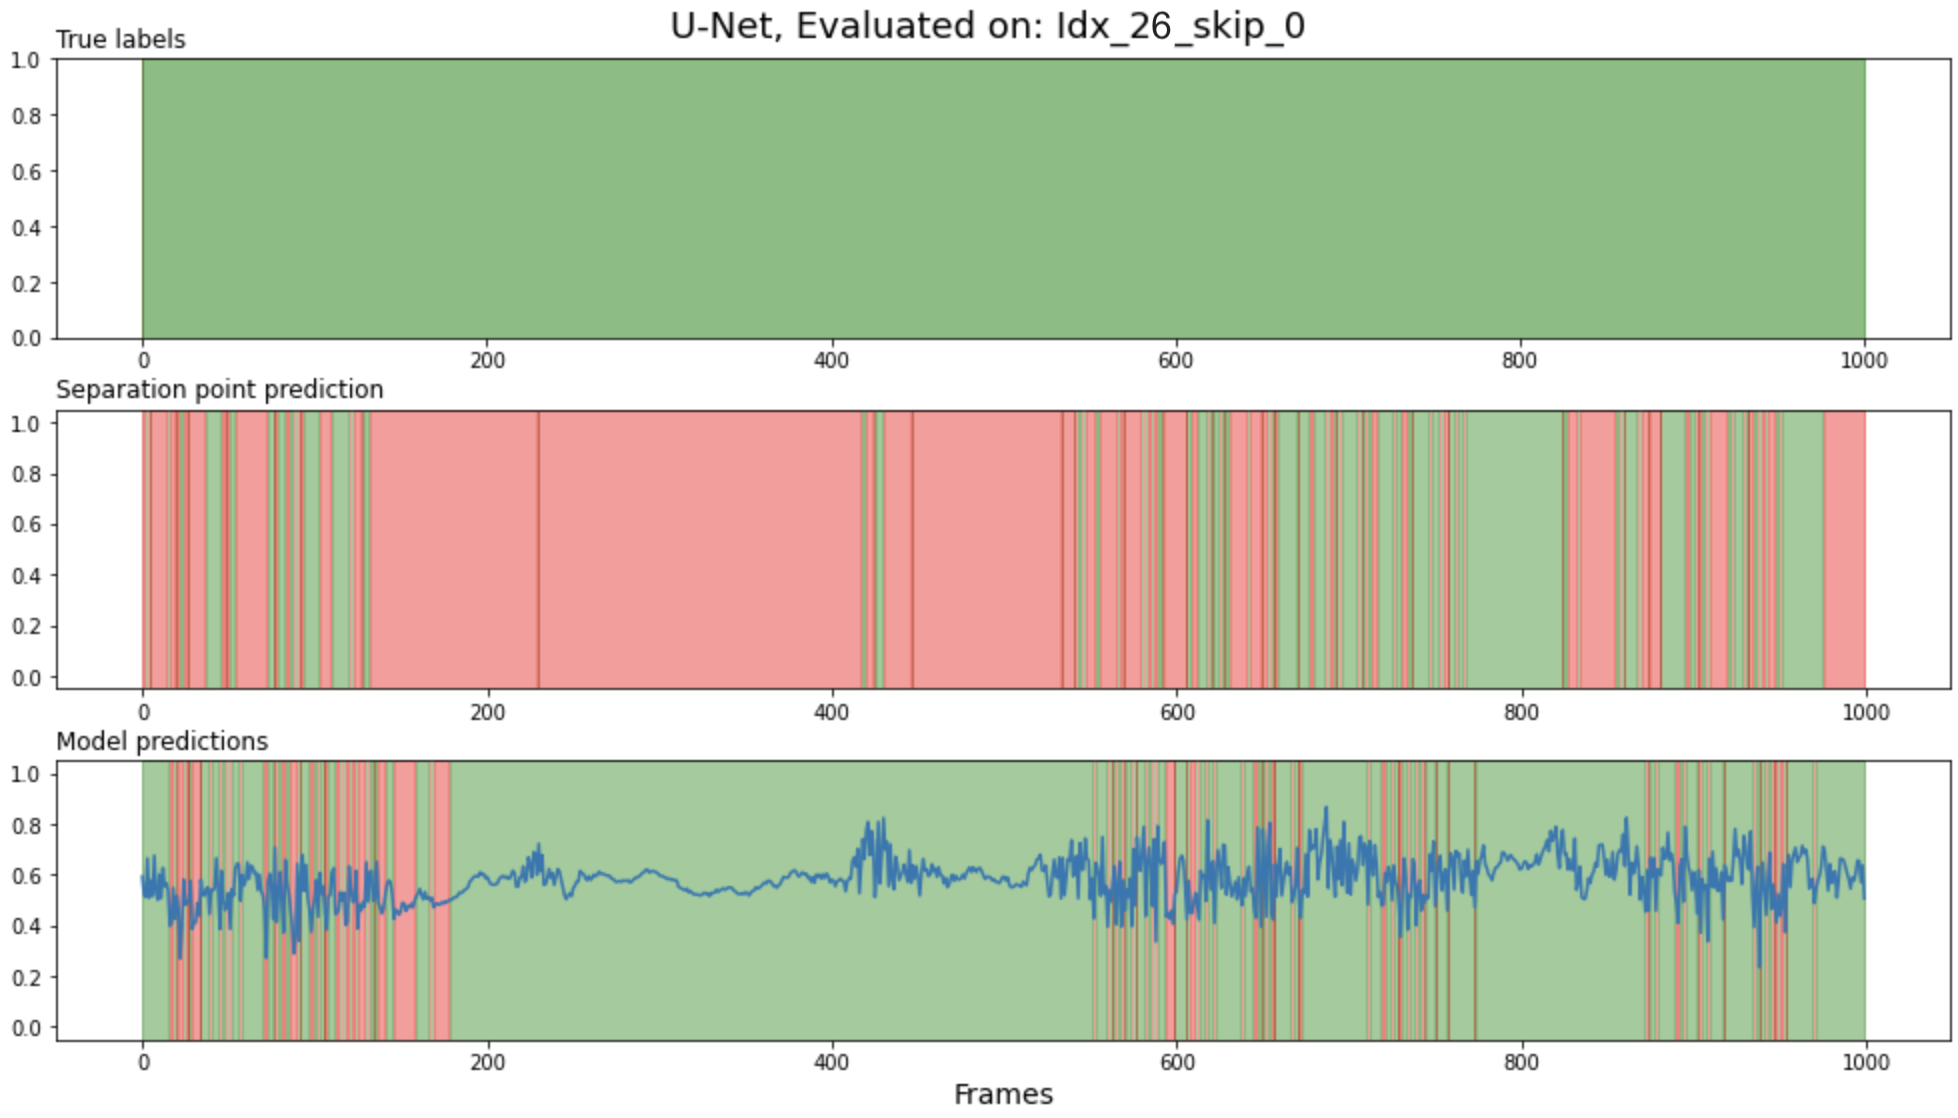 U-Net, Evaluated on: Idx_26_skip_0
True labels
1.0
0.8
0.6
0.4
0.2
0.0
0 200 400 600 800 1000
Separation point prediction
1.0
0.8
0.6
0.4
0.2
0.0
0 200 400 600 800 1000
Model predictions
1.0
0.8
0.6
0.4
0.2
0.0
0 200 400 600 800 1000
Frames